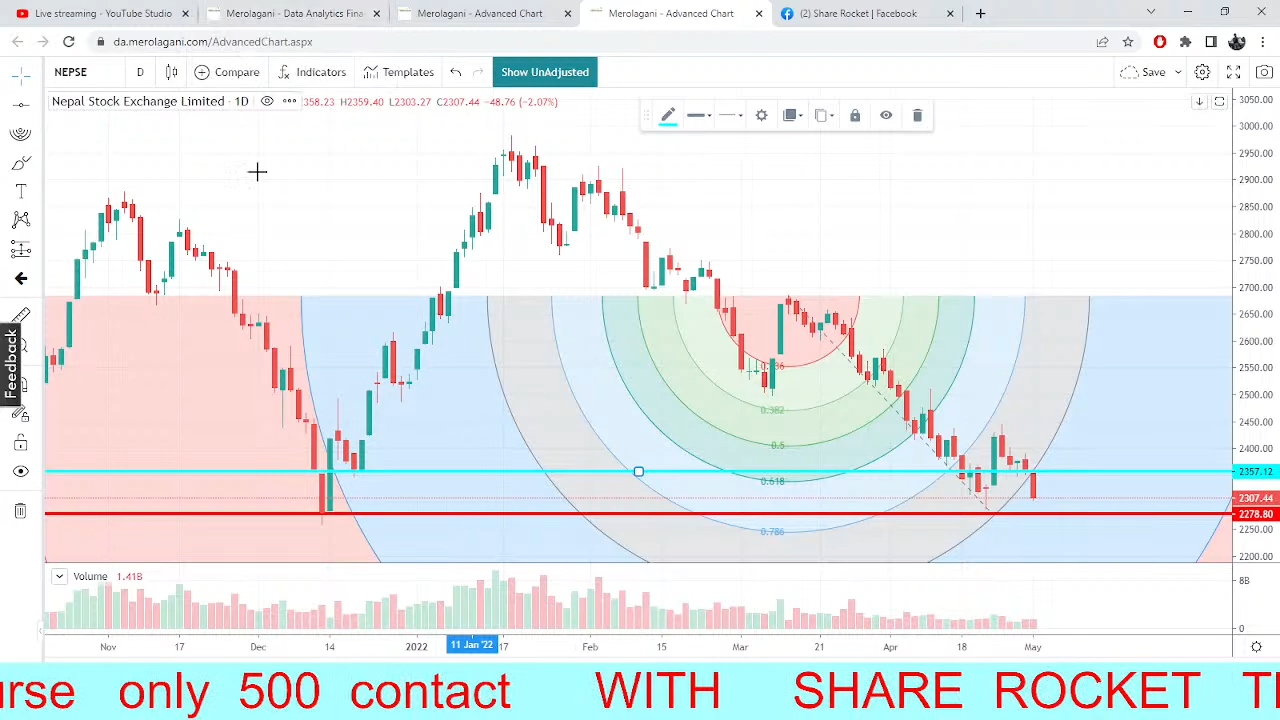 Live streaming - YouTube Studio
Merolagani - Data Analytics Fina
Merolagani - Advanced Chart
Merolagani - Advanced Chart
(2) Share Rocket | Facebook
da.merolagani.com/AdvancedChart.aspx
NEPSE D Compare Indicators Templates Show UnAdjusted Save
Nepal Stock Exchange Limited · 1D 358.23 H2359.40 L2303.27 C2307.44 −48.76 (−2.07%)
3050.00
3000.00
2950.00
2900.00
2850.00
2800.00
2750.00
2700.00
2650.00
2600.00
2550.00
2500.00
2450.00
2400.00
2357.12
2307.44
2278.80
2250.00
2200.00
0.382
0.5
0.618
0.786
Feedback
Volume 1.41B
8B
0
Nov 17 Dec 14 2022 11 Jan '22 17 Feb 15 Mar 21 Apr 18 May
urse only 500 contact WITH SHARE ROCKET